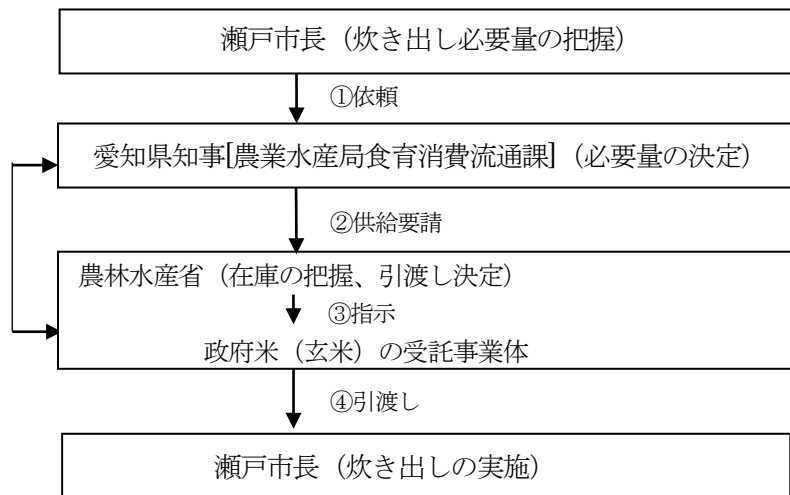 瀬戸市長（炊き出し必要量の把握）
①依頼
愛知県知事[農業水産局食育消費流通課]（必要量の決定）
②供給要請
農林水産省（在庫の把握、引渡し決定）
③指示
政府米（玄米）の受託事業体
④引渡し
瀬戸市長（炊き出しの実施）